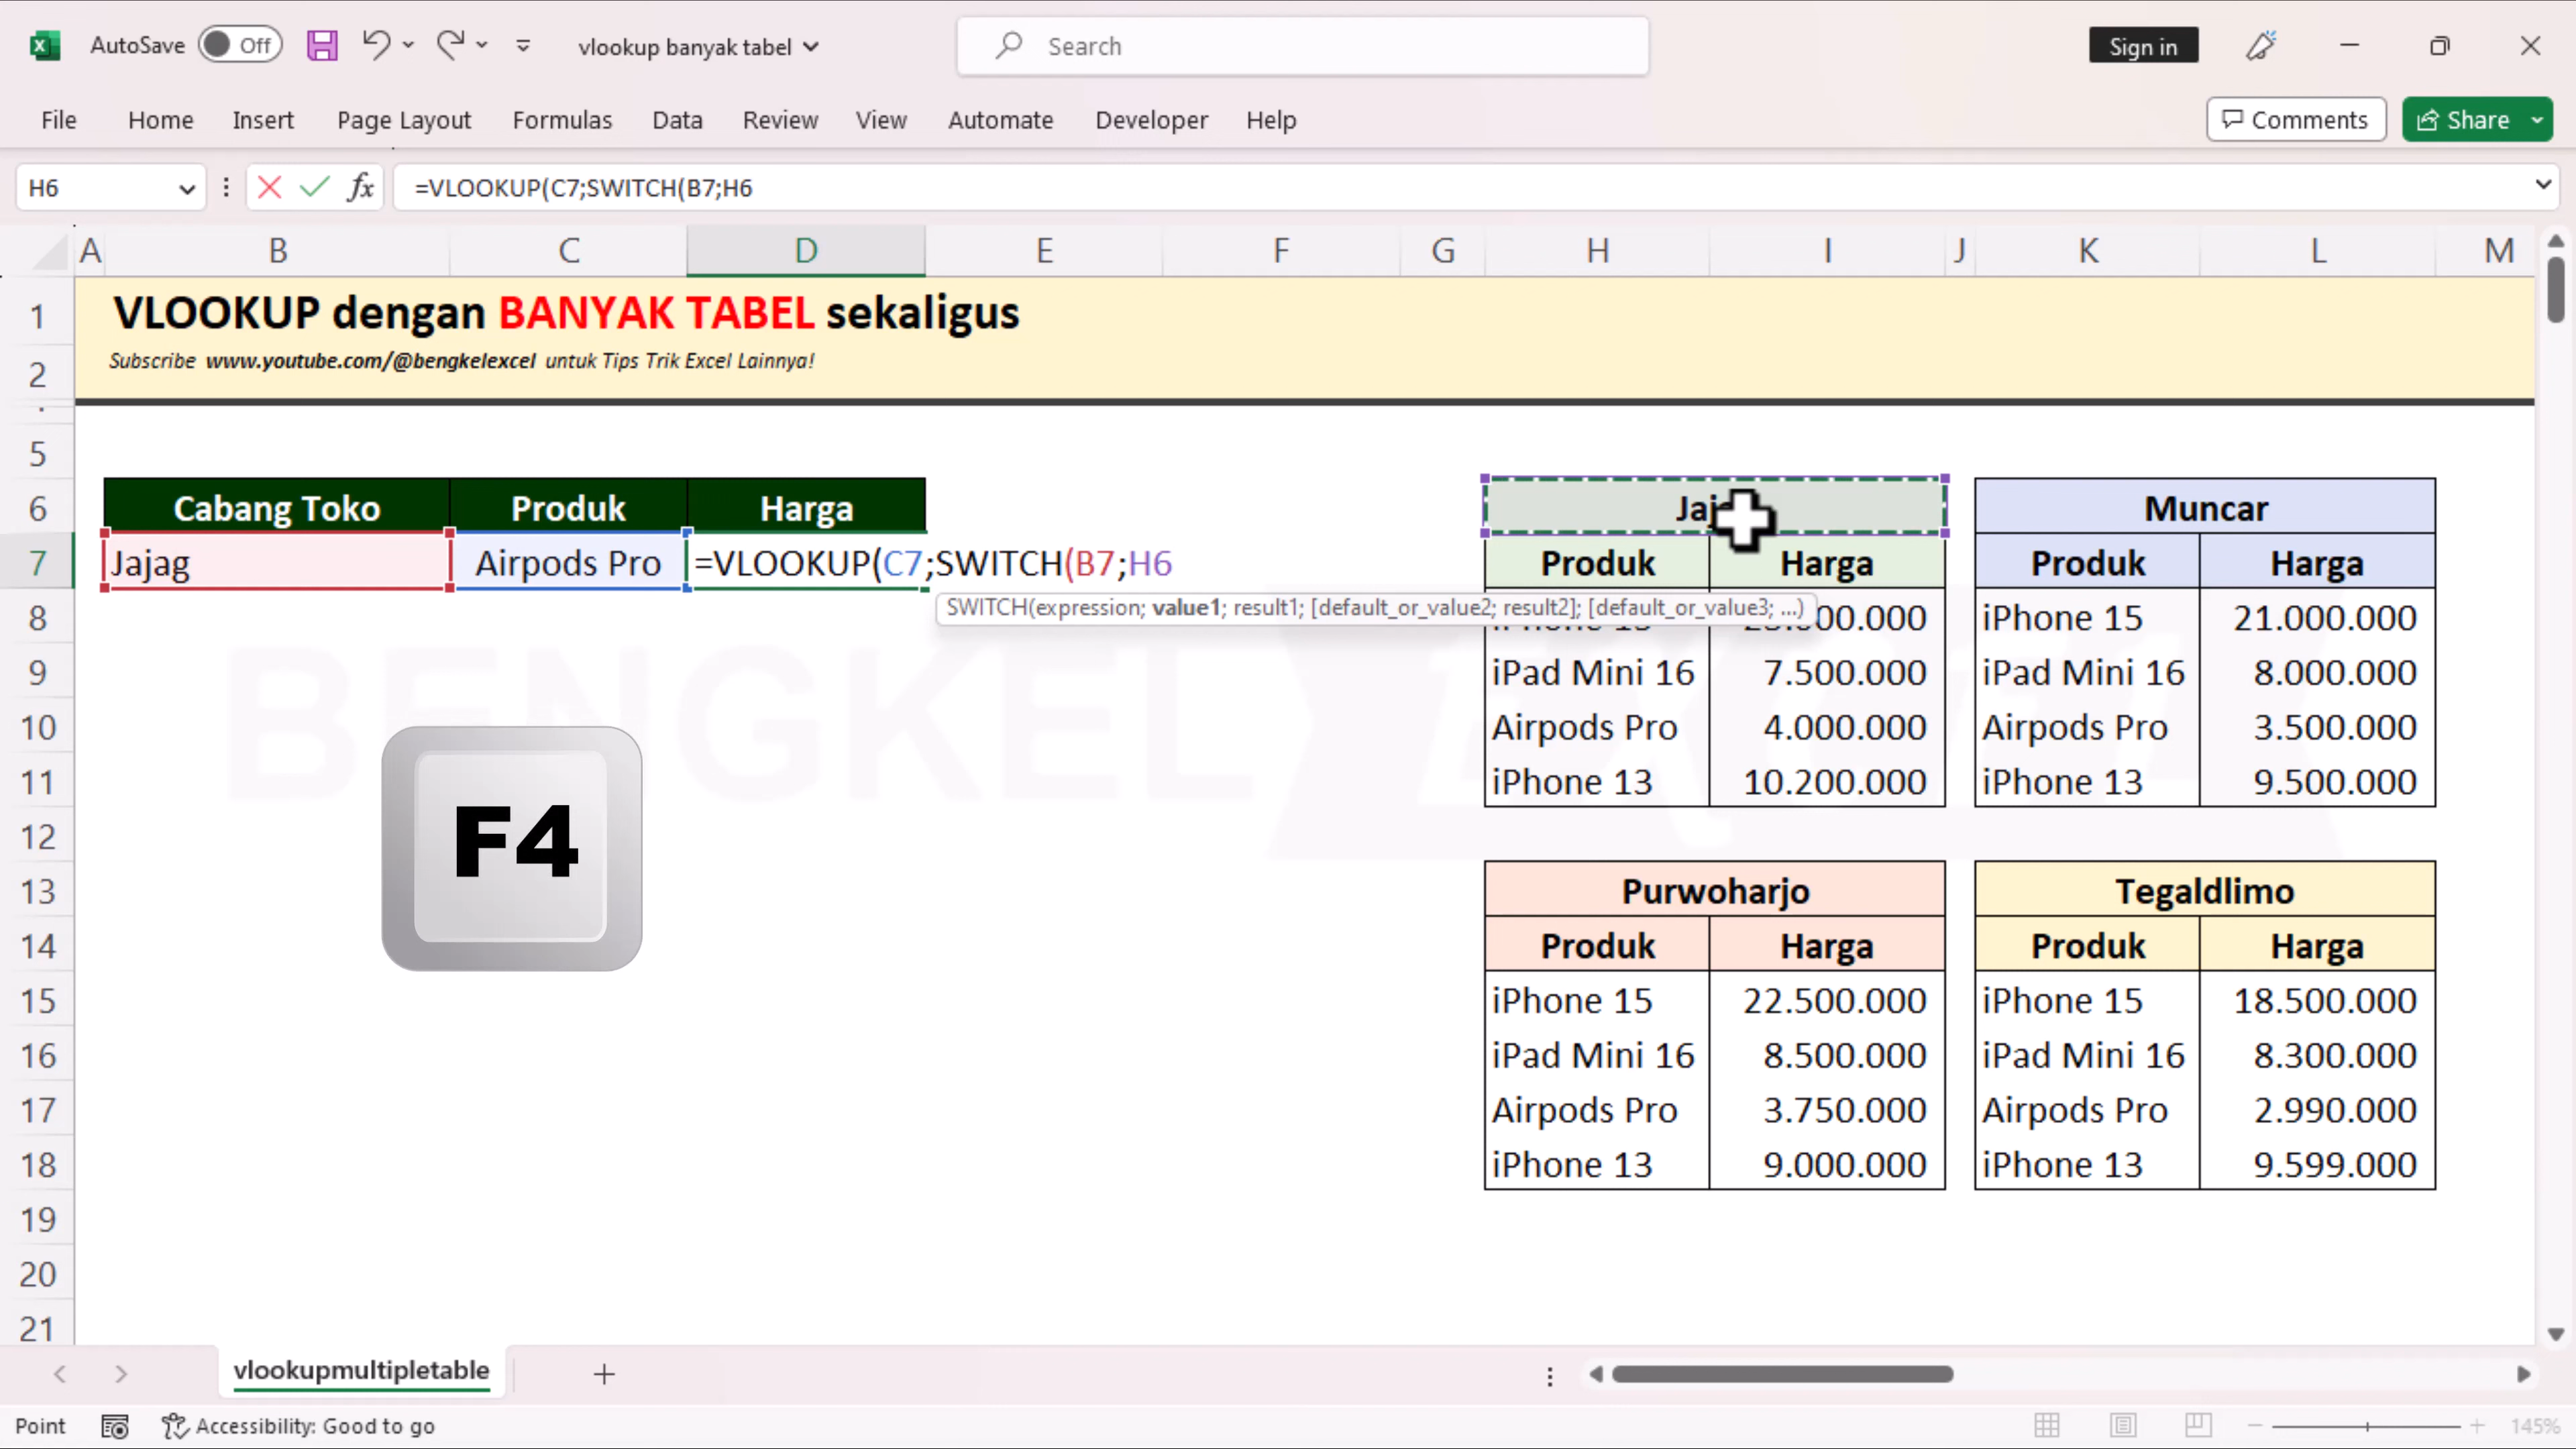 AutoSave Off vlookup banyak tabel Search Sign in
File Home Insert Page Layout Formulas Data Review View Automate Developer Help Comments Share
H6 fx =VLOOKUP(C7;SWITCH(B7;H6
A B C D E F G H I J K L M
1 VLOOKUP dengan BANYAK TABEL sekaligus
2 Subscribe www.youtube.com/@bengkelexcel untuk Tips Trik Excel Lainnya!
5
6 Cabang Toko Produk Harga Muncar
7 Jajag Airpods Pro =VLOOKUP(C7;SWITCH(B7;H6 Produk Harga Produk Harga
SWITCH(expression; value1; result1; [default_or_value2; result2]; [default_or_value3; ...)
8 iPhone 15 21.000.000
9 iPad Mini 16 7.500.000 iPad Mini 16 8.000.000
10 Airpods Pro 4.000.000 Airpods Pro 3.500.000
11 iPhone 13 10.200.000 iPhone 13 9.500.000
BENGKEL EXCEL
F4
12
13 Purwoharjo Tegaldlimo
14 Produk Harga Produk Harga
15 iPhone 15 22.500.000 iPhone 15 18.500.000
16 iPad Mini 16 8.500.000 iPad Mini 16 8.300.000
17 Airpods Pro 3.750.000 Airpods Pro 2.990.000
18 iPhone 13 9.000.000 iPhone 13 9.599.000
19
20
21
vlookupmultipletable
Point Accessibility: Good to go 145%